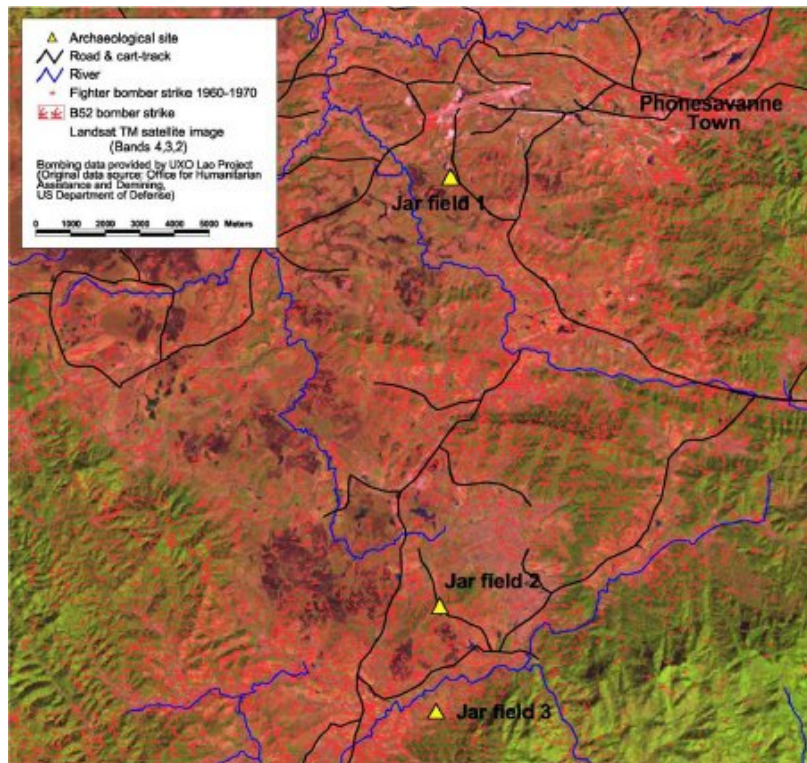 Archaeological site
Road & cart-track
River
Fighter bomber strike 1960-1970
B52 bomber strike
Landsat TM satellite image
(Bands 4,3,2)
Bombing data provided by UXO Lao Project
(Original data source: Office for Humanitarian
Assistance and Demining,
US Department of Defense)
0 1000 2000 3000 4000 5000 Meters
Phonesavanne
Town
Jar field 1
Jar field 2
Jar field 3